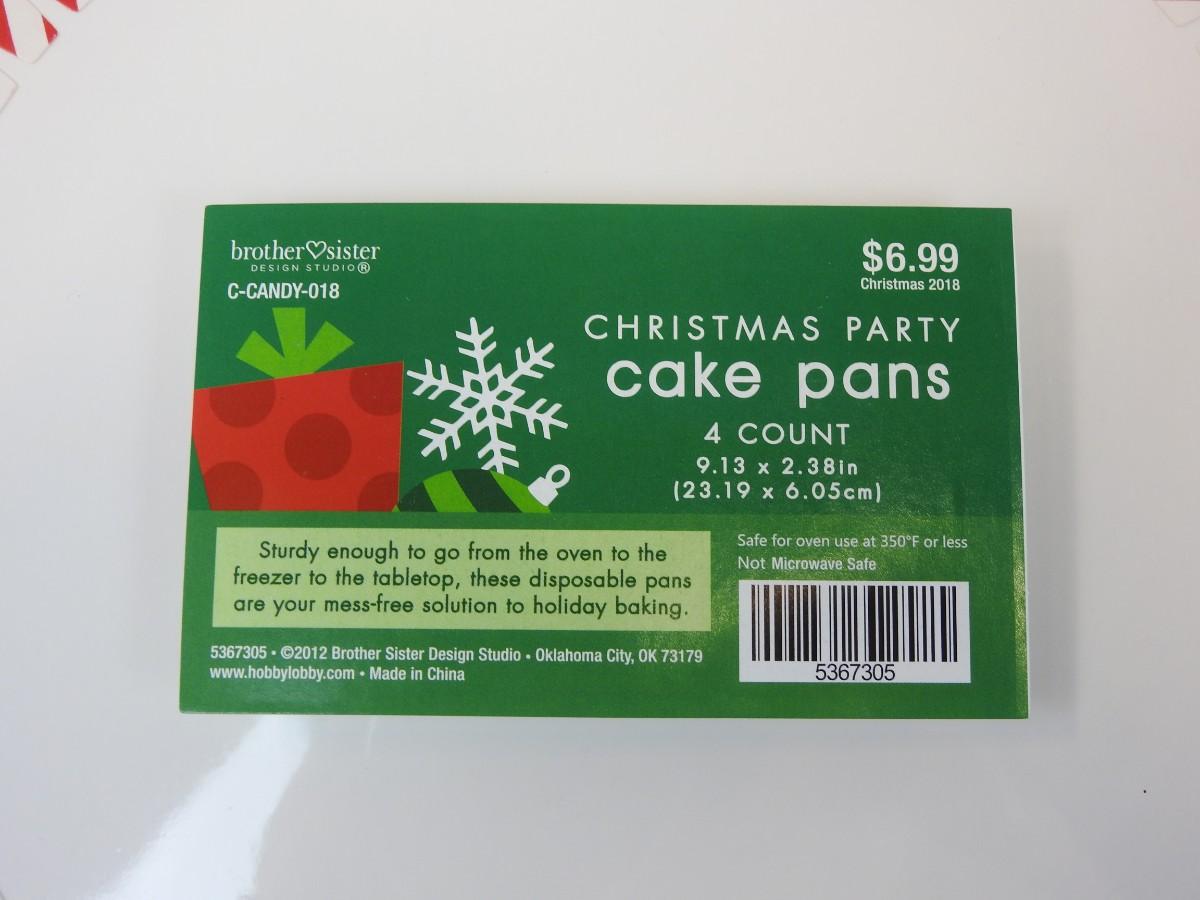 brother♡sister
DESIGN STUDIO®
C-CANDY-018
$6.99
Christmas 2018
CHRISTMAS PARTY
cake pans
4 COUNT
9.13 x 2.38in
(23.19 x 6.05cm)
Sturdy enough to go from the oven to the
freezer to the tabletop, these disposable pans
are your mess-free solution to holiday baking.
Safe for oven use at 350°F or less
Not Microwave Safe
5367305
5367305 • ©2012 Brother Sister Design Studio • Oklahoma City, OK 73179
www.hobbylobby.com • Made in China